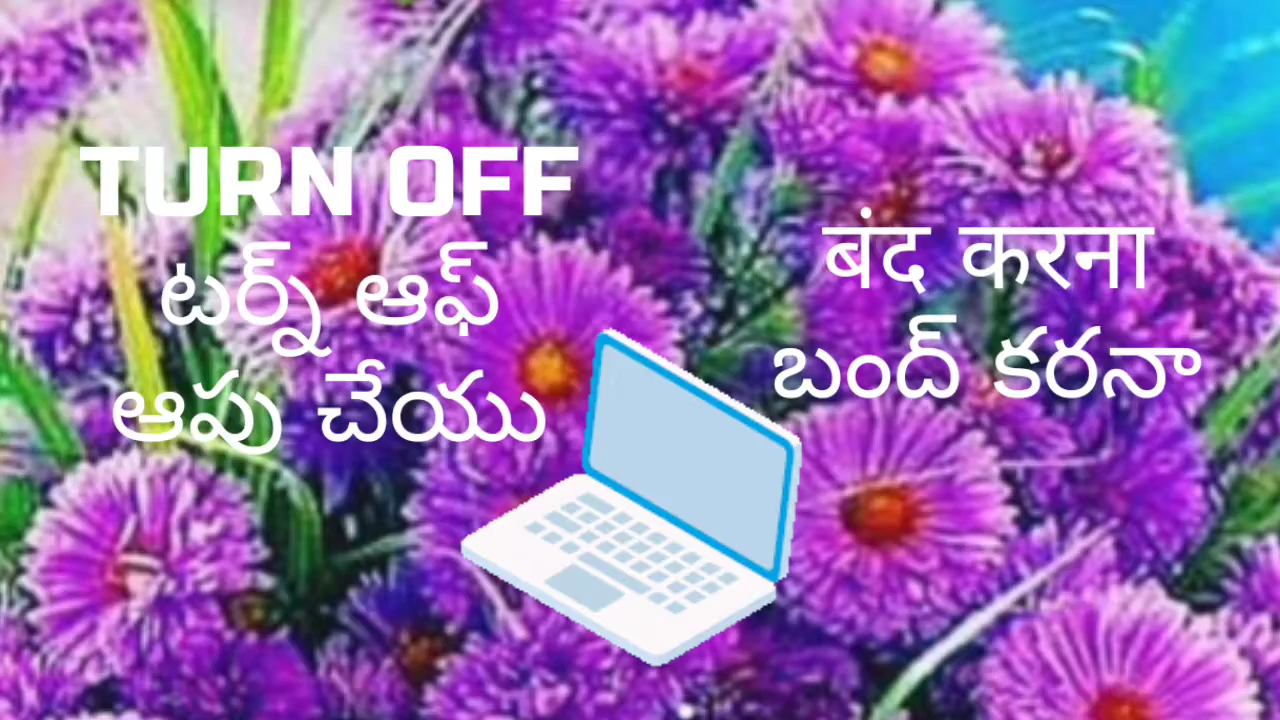 TURN OFF
టర్న్ ఆఫ్
ఆపు చేయు
बंद करना
బంద్ కరనా